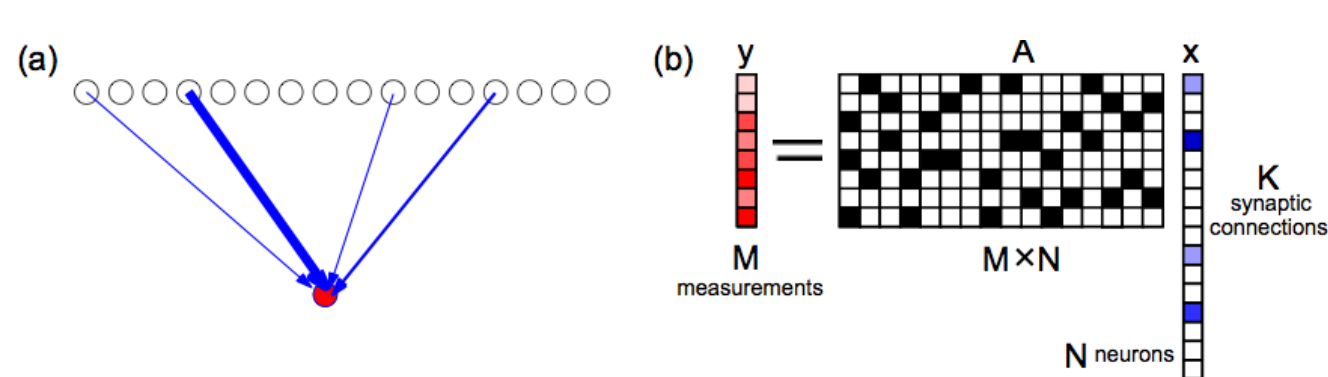 (a)
(b)
y
A
x
=
M
measurements
M×N
K
synaptic
connections
N neurons